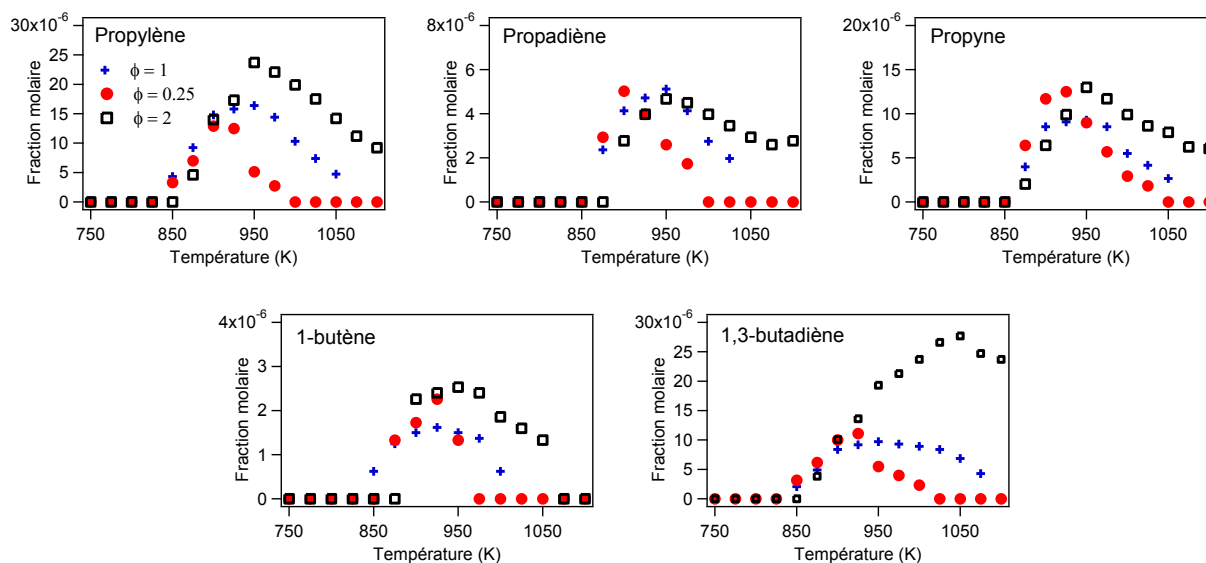 Propylène
ϕ = 1
ϕ = 0.25
ϕ = 2
Fraction molaire
30x10⁻⁶
25
20
15
10
5
0
750 850 950 1050
Température (K)
Propadiène
Fraction molaire
8x10⁻⁶
6
4
2
0
750 850 950 1050
Température (K)
Propyne
Fraction molaire
20x10⁻⁶
15
10
5
0
750 850 950 1050
Température (K)
1-butène
Fraction molaire
4x10⁻⁶
3
2
1
0
750 850 950 1050
Température (K)
1,3-butadiène
Fraction molaire
30x10⁻⁶
25
20
15
10
5
0
750 850 950 1050
Température (K)